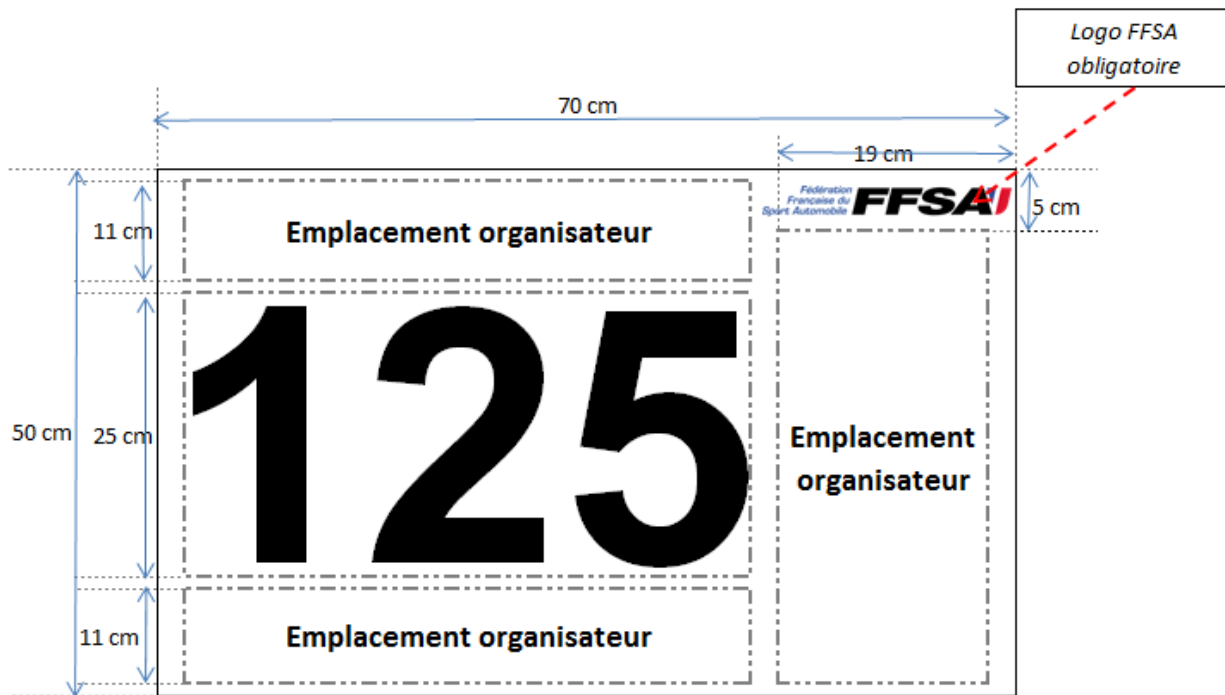 Logo FFSA
obligatoire
70 cm
19 cm
Fédération
Française du
Sport Automobile
FFSA
5 cm
11 cm
Emplacement organisateur
50 cm
25 cm
125
Emplacement
organisateur
11 cm
Emplacement organisateur